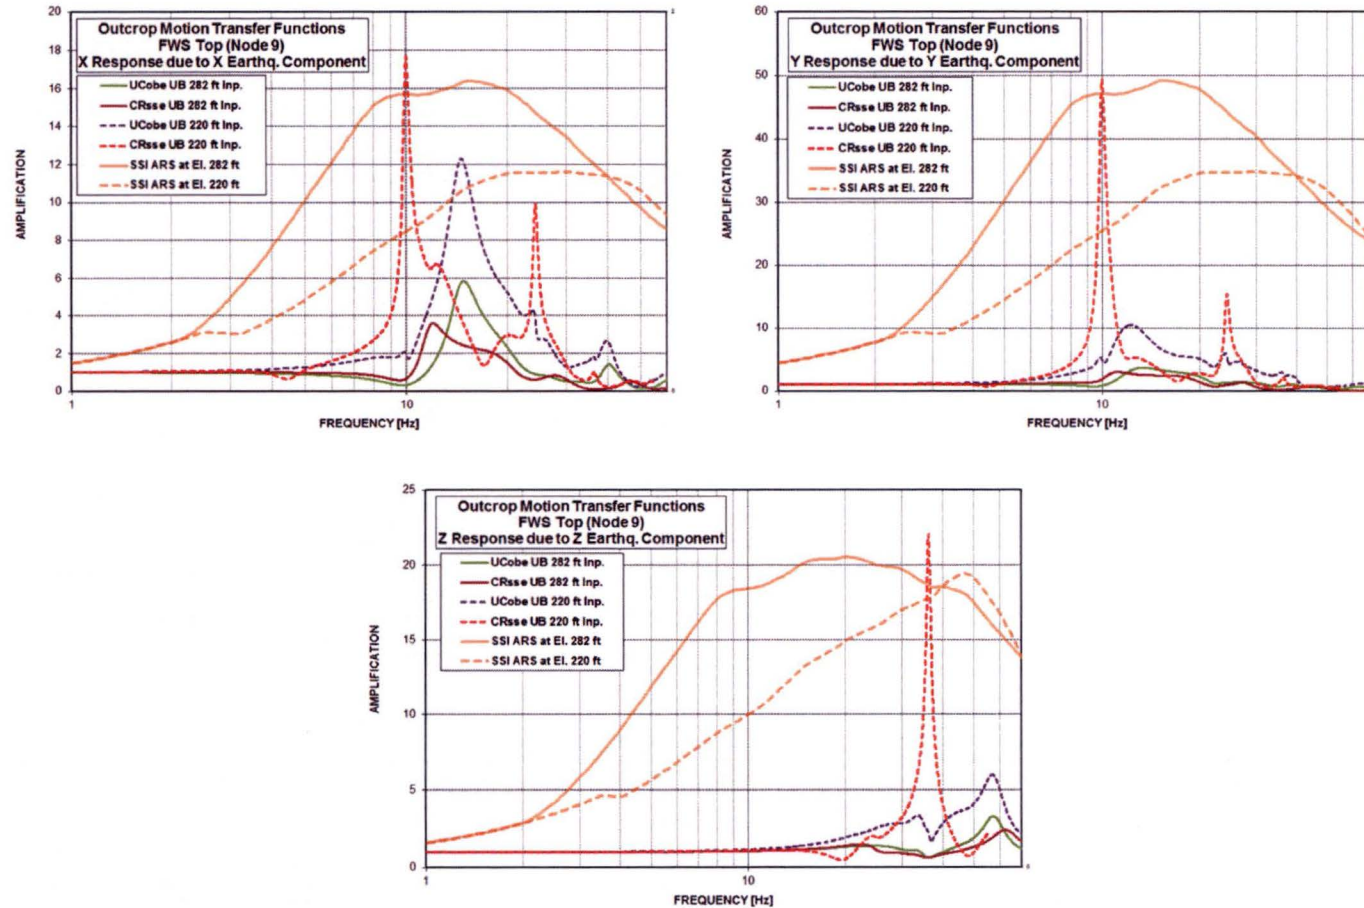 Outcrop Motion Transfer Functions
FWS Top (Node 9)
X Response due to X Earthq. Component
UCobe UB 282 ft Inp.
CRsse UB 282 ft Inp.
UCobe UB 220 ft Inp.
CRsse UB 220 ft Inp.
SSI ARS at El. 282 ft
SSI ARS at El. 220 ft
AMPLIFICATION
20
18
16
14
12
10
8
6
4
2
0
1
10
FREQUENCY [Hz]
Outcrop Motion Transfer Functions
FWS Top (Node 9)
Y Response due to Y Earthq. Component
UCobe UB 282 ft Inp.
CRsse UB 282 ft Inp.
UCobe UB 220 ft Inp.
CRsse UB 220 ft Inp.
SSI ARS at El. 282 ft
SSI ARS at El. 220 ft
AMPLIFICATION
60
50
40
30
20
10
0
1
10
FREQUENCY [Hz]
Outcrop Motion Transfer Functions
FWS Top (Node 9)
Z Response due to Z Earthq. Component
UCobe UB 282 ft Inp.
CRsse UB 282 ft Inp.
UCobe UB 220 ft Inp.
CRsse UB 220 ft Inp.
SSI ARS at El. 282 ft
SSI ARS at El. 220 ft
AMPLIFICATION
25
20
15
10
5
0
1
10
FREQUENCY [Hz]